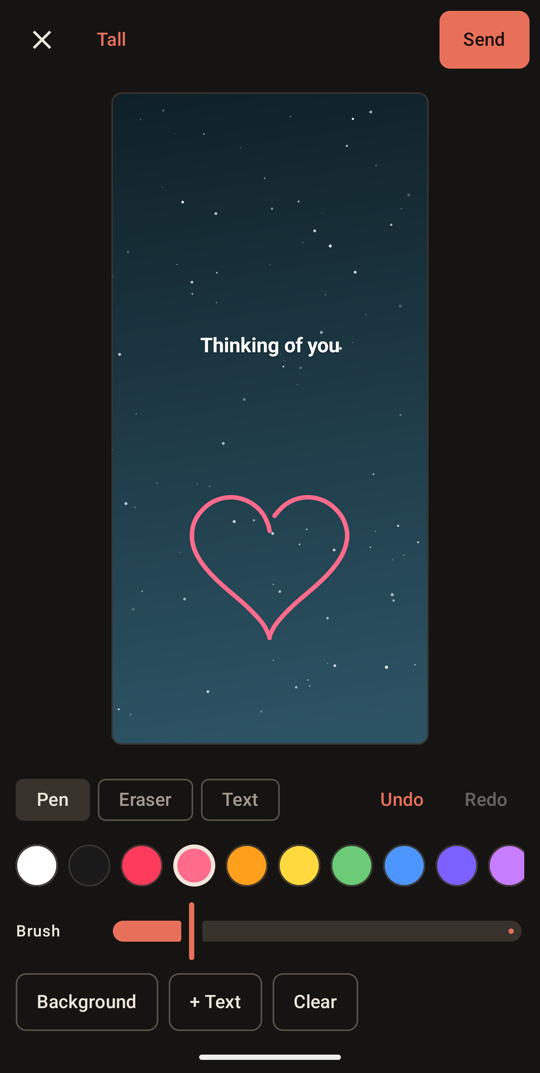 Tall
Send
Thinking of you
Pen
Eraser
Text
Undo
Redo
Brush
Background
+ Text
Clear